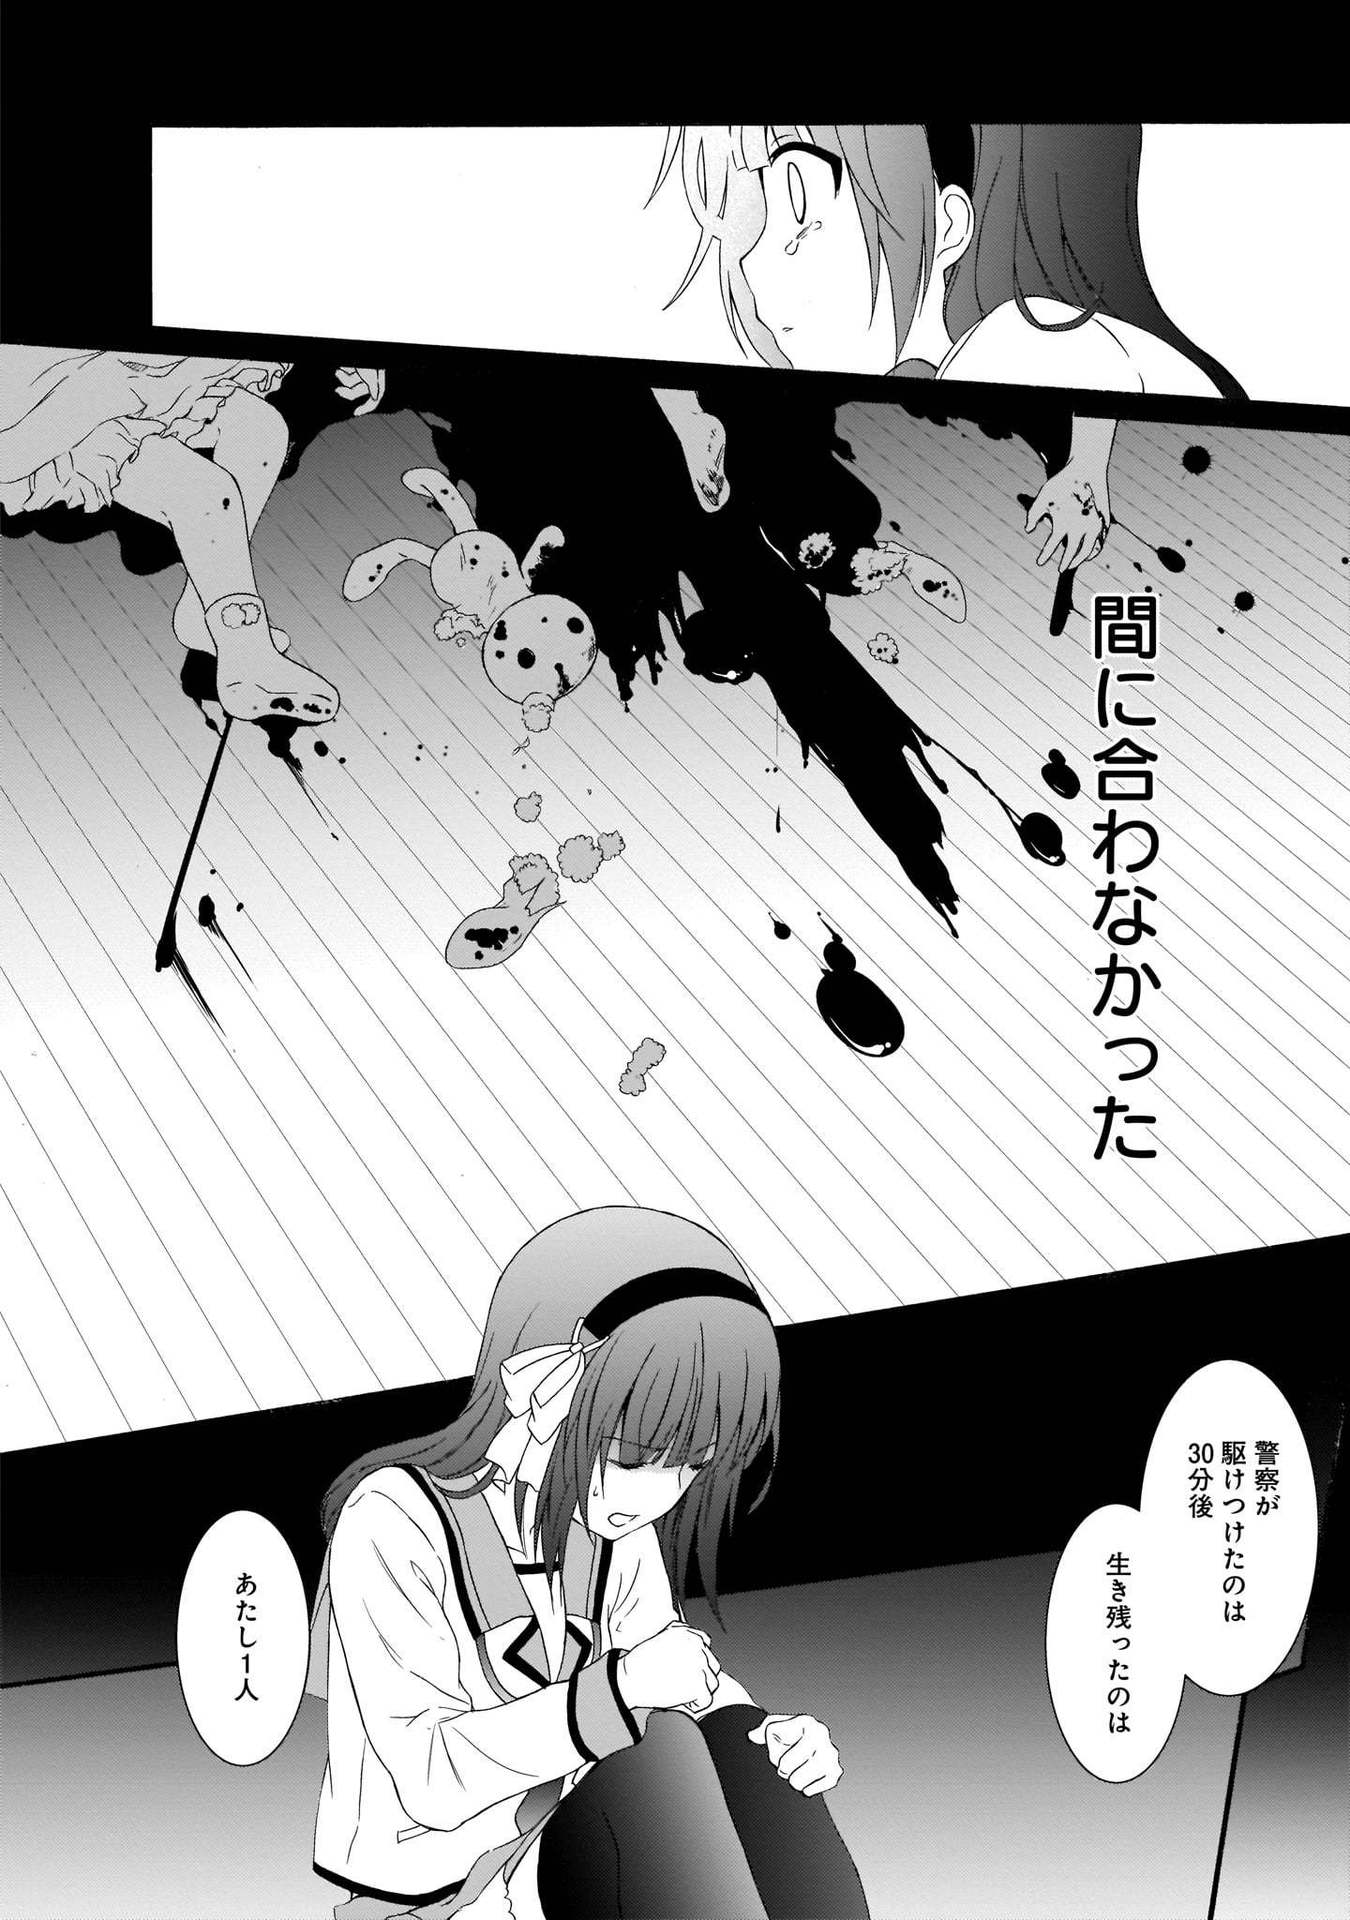 間に合わなかった
警察が
駆けつけたのは
30分後
生き残ったのは
あたし1人